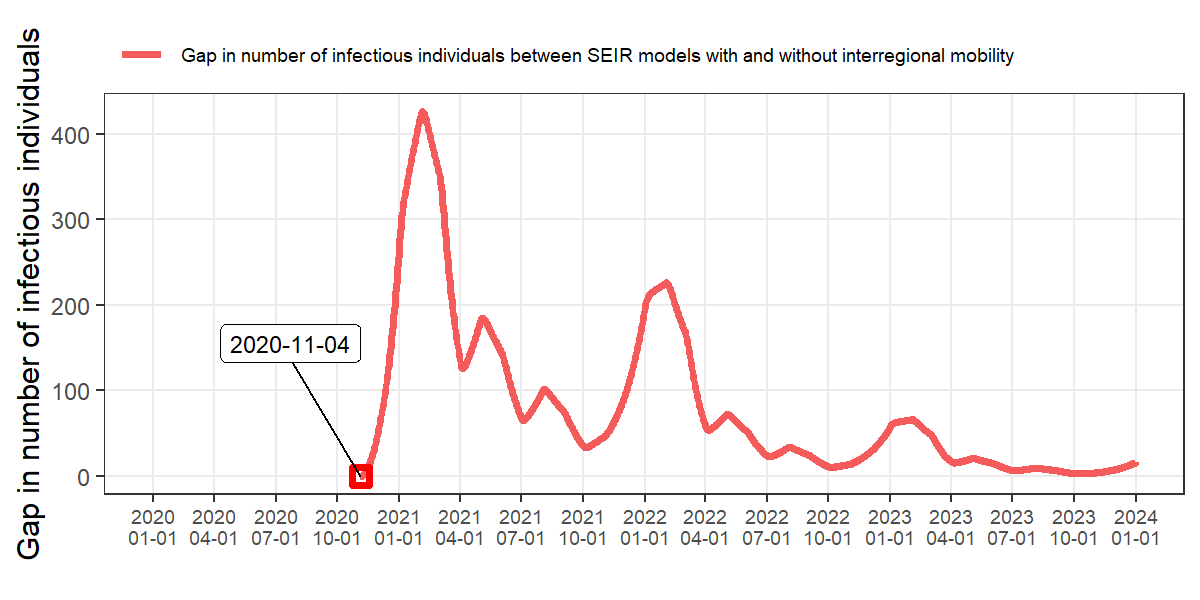 Gap in number of infectious individuals between SEIR models with and without interregional mobility
Gap in number of infectious individuals
400
300
200
100
0
2020-11-04
2020 2020 2020 2020 2021 2021 2021 2021 2022 2022 2022 2022 2023 2023 2023 2023 2024
01-01 04-01 07-01 10-01 01-01 04-01 07-01 10-01 01-01 04-01 07-01 10-01 01-01 04-01 07-01 10-01 01-01